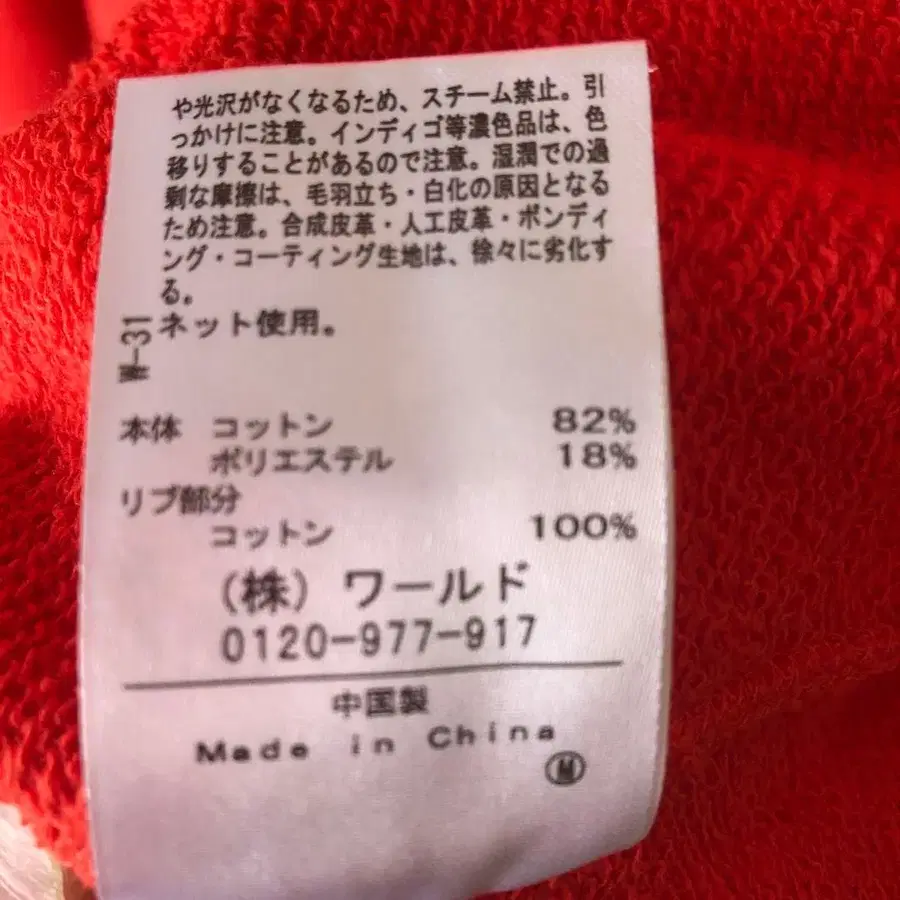 や光沢がなくなるため、スチーム禁止。引
っかけに注意。インディゴ等濃色品は、色
移りすることがあるので注意。湿潤での過
剰な摩擦は、毛羽立ち・白化の原因となる
ため注意。合成皮革・人工皮革・ボンディ
ング・コーティング生地は、徐々に劣化す
る。
ネット使用。
W-31
本体 コットン 82%
ポリエステル 18%
リブ部分
コットン 100%
(株) ワールド
0120-977-917
中国製
Made in China
Ⓜ